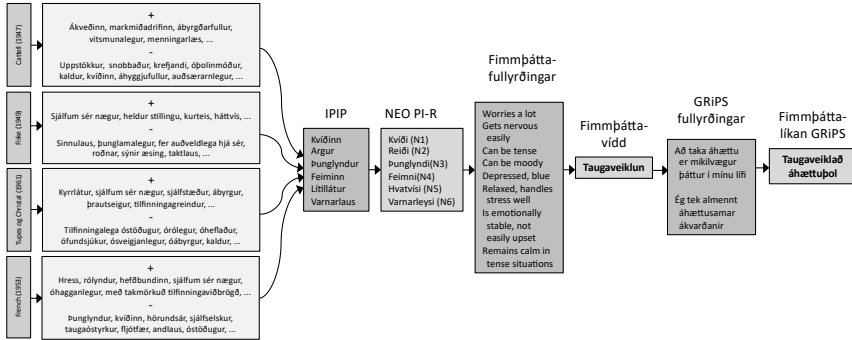 Cattell (1947)
+
Ákveðinn, markmiðadrifinn, ábyrgðarfullur,
vitsmunalegur, menningarlæs, ...
-
Uppstökkur, snobbaður, krefjandi, óþolinmóður,
kaldur, kvíðinn, áhyggjufullur, auðsærarnlegur, ...
Fiske (1949)
+
Sjálfum sér nægur, heldur stillingu, kurteis, háttvís, ...
-
Sinnulaus, þunglamalegur, fer auðveldlega hjá sér,
roðnar, sýnir æsing, taktlaus, ...
Tupes og Christal (1961)
+
Kyrrlátur, sjálfum sér nægur, sjálfstæður, ábyrgur,
þrautseigur, tilfinningagreindur, ...
-
Tilfinningalega óstöðugur, órólegur, óheflaður,
öfundsjúkur, ósveigjanlegur, óábyrgur, kaldur, ...
French (1953)
+
Hress, rólyndur, hefðbundinn, sjálfum sér nægur,
óhagganlegur, með takmörkuð tilfinningaviðbrögð, ...
-
Þunglyndur, kvíðinn, hörundsár, sjálfselskur,
taugaóstyrkur, fljótfær, andlaus, óstöðugur, ...
IPIP
Kvíðinn
Argur
Þunglyndur
Feiminn
Lítillátur
Varnarlaus
NEO PI-R
Kvíði (N1)
Reiði (N2)
Þunglyndi(N3)
Feimni(N4)
Hvatvísi (N5)
Varnarleysi (N6)
Fimmþátta-
fullyrðingar
Worries a lot
Gets nervous
easily
Can be tense
Can be moody
Depressed, blue
Relaxed, handles
stress well
Is emotionally
stable, not
easily upset
Remains calm in
tense situations
Fimmþátta-
vídd
Taugaveiklun
GRiPS
fullyrðingar
Að taka áhættu
er mikilvægur
þáttur í mínu lífi
Ég tek almennt
áhættusamar
ákvarðanir
Fimmþátta-
líkan GRiPS
Taugaveiklað
áhættuþol